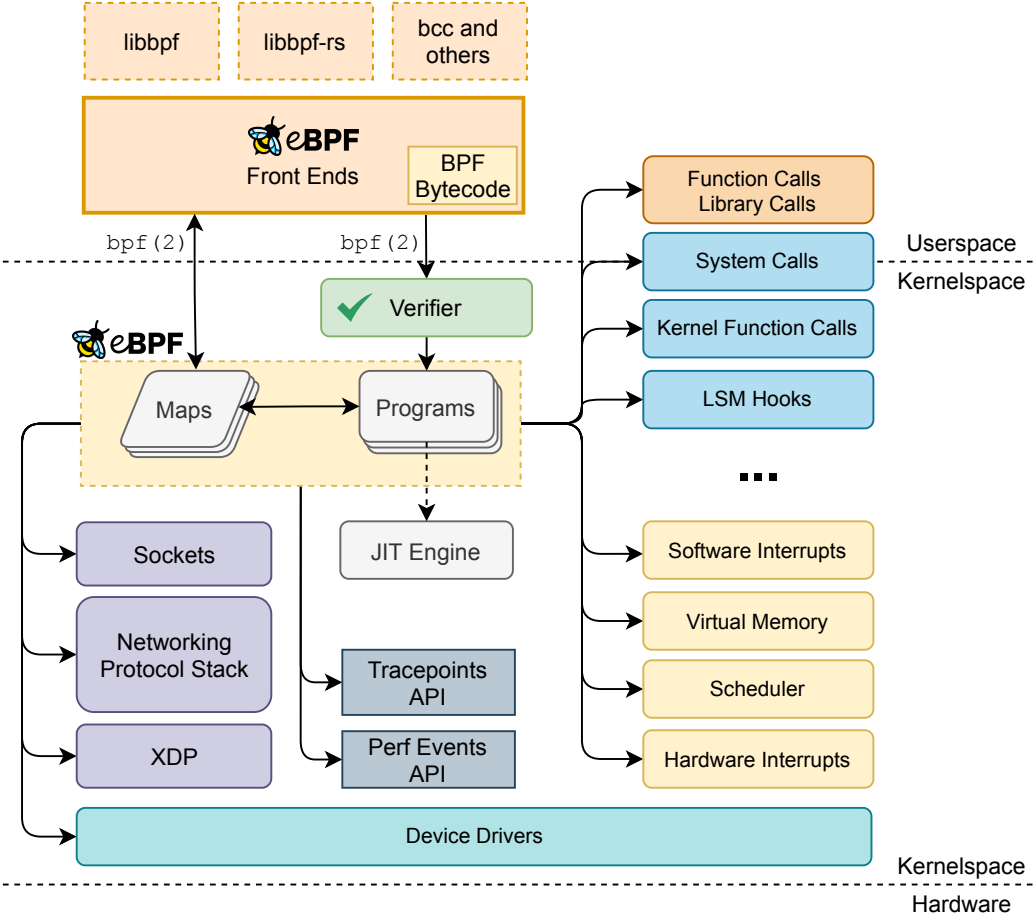 libbpf
libbpf-rs
bcc and
others
eBPF
Front Ends
BPF
Bytecode
bpf(2)
bpf(2)
Function Calls
Library Calls
Userspace
System Calls
Kernelspace
Verifier
Kernel Function Calls
eBPF
Maps
Programs
LSM Hooks
...
JIT Engine
Sockets
Software Interrupts
Networking
Protocol Stack
Virtual Memory
Tracepoints
API
Scheduler
XDP
Perf Events
API
Hardware Interrupts
Device Drivers
Kernelspace
Hardware